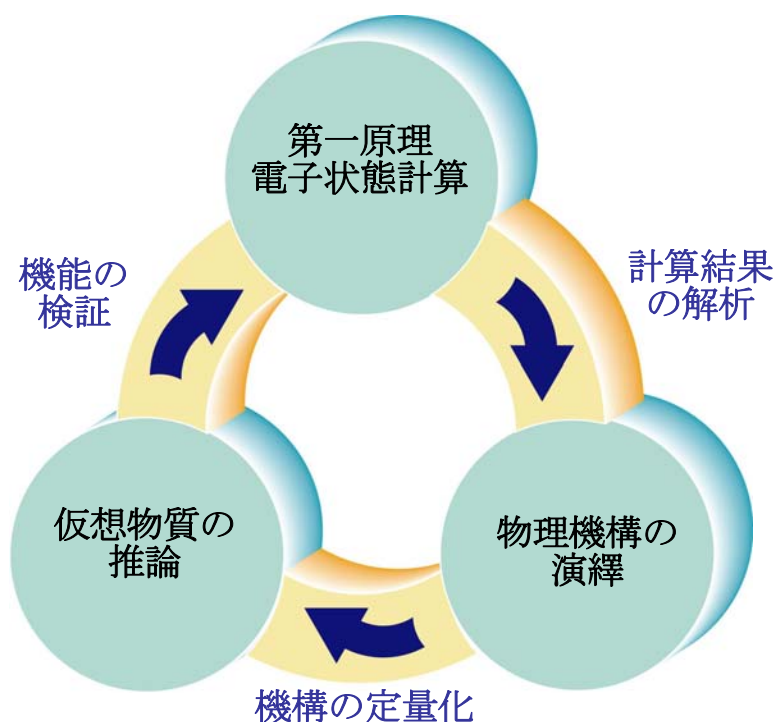 第一原理
電子状態計算
計算結果
の解析
物理機構の
演繹
機構の定量化
仮想物質の
推論
機能の
検証